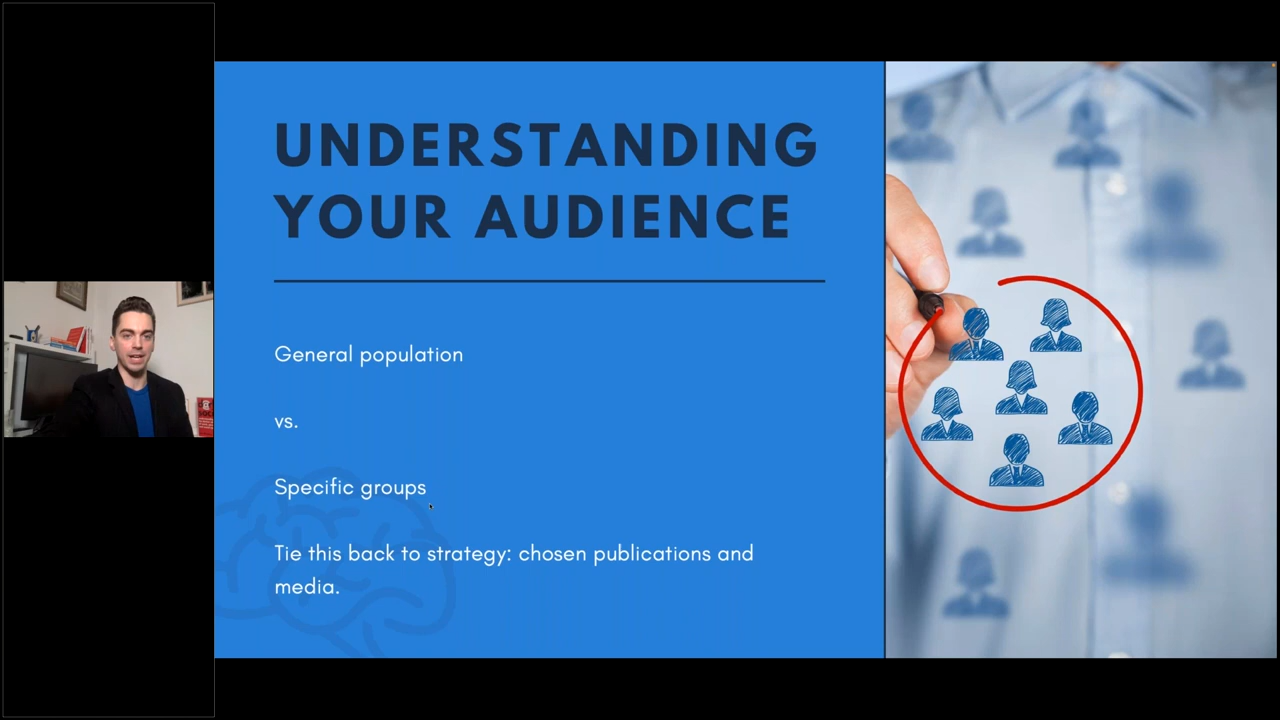 UNDERSTANDING
YOUR AUDIENCE
General population
vs.
Specific groups
Tie this back to strategy: chosen publications and
media.